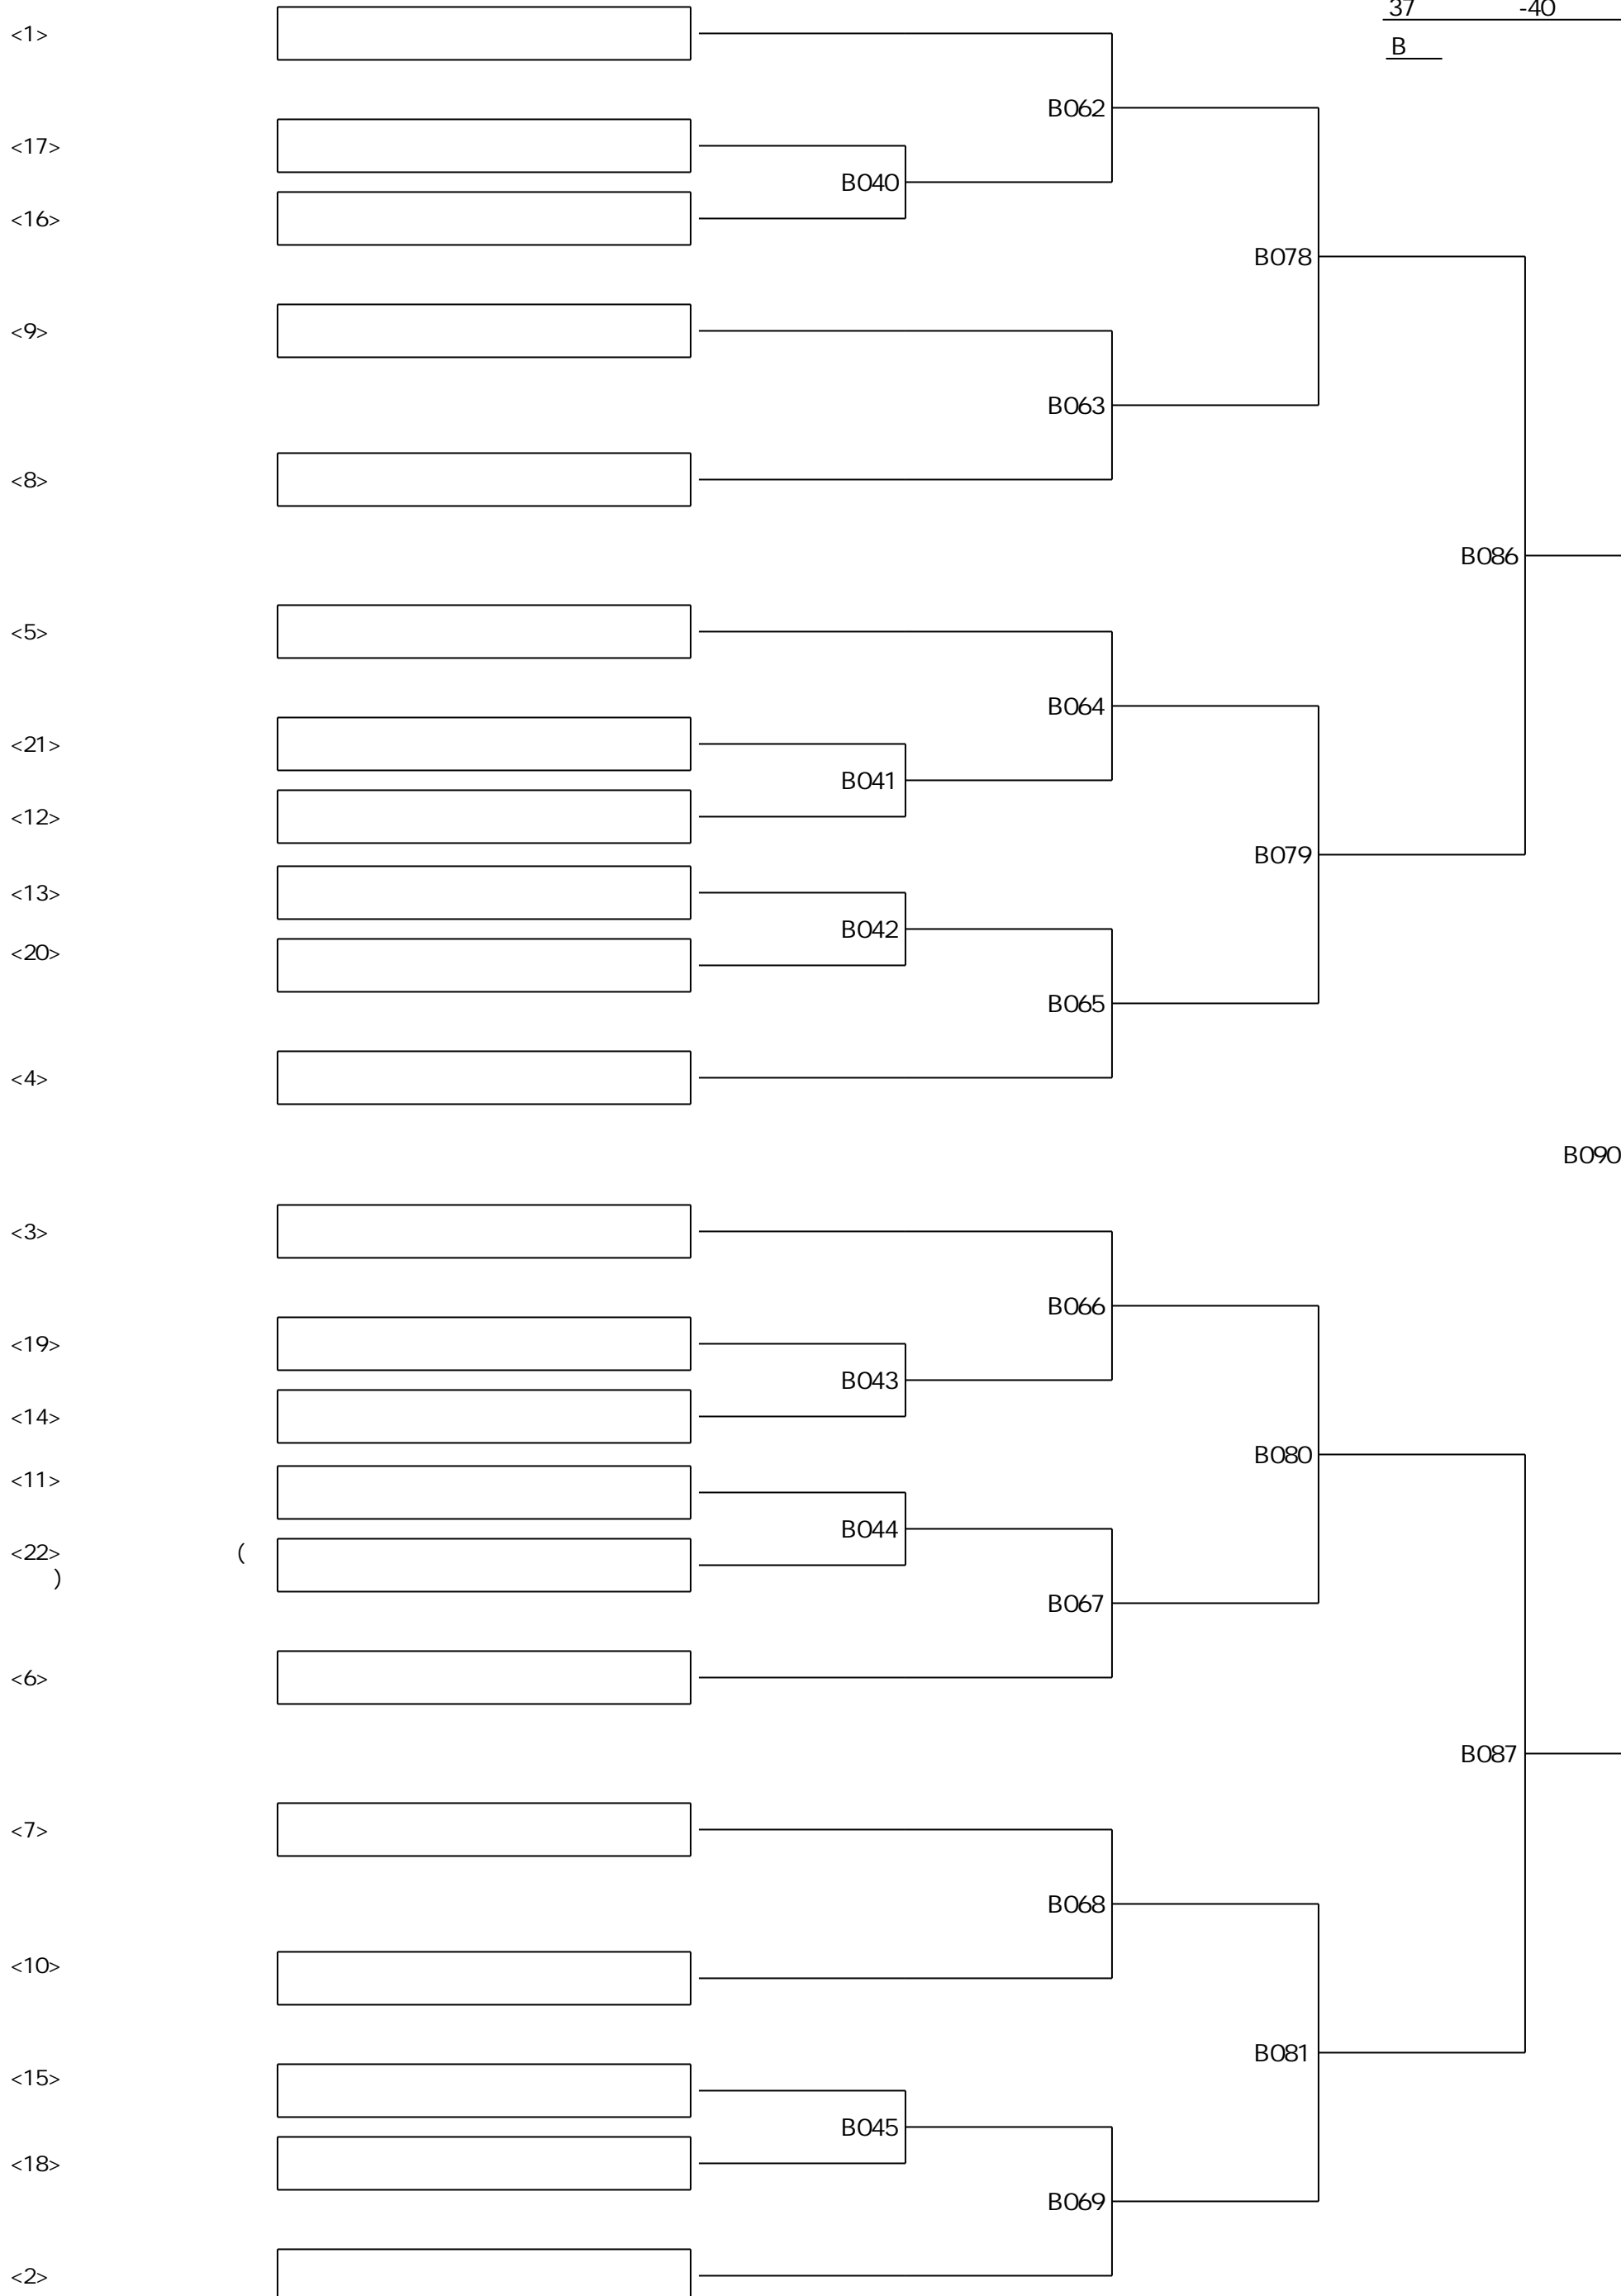 37 -40
<1>
B
B062
<17>
B040
<16>
B078
<9>
B063
<8>
B086
<5>
B064
<21>
B041
<12>
B079
<13>
B042
<20>
B065
<4>
B090
<3>
B066
<19>
B043
<14>
B080
<11>
B044
<22> (
)
B067
<6>
B087
<7>
B068
<10>
B081
<15>
B045
<18>
B069
<2>